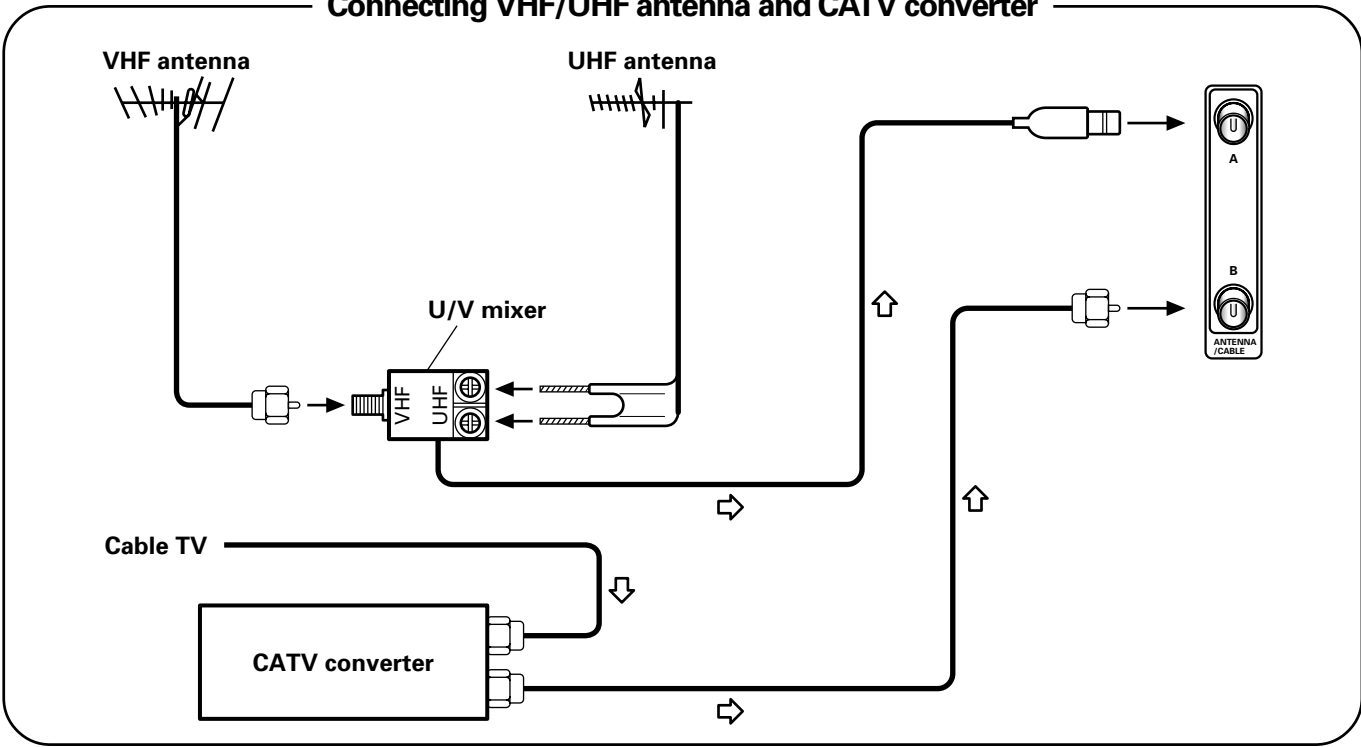 Connecting VHF/UHF antenna and CATV converter
VHF antenna
UHF antenna
A
B
ANTENNA
/CABLE
U/V mixer
VHF
UHF
Cable TV
CATV converter